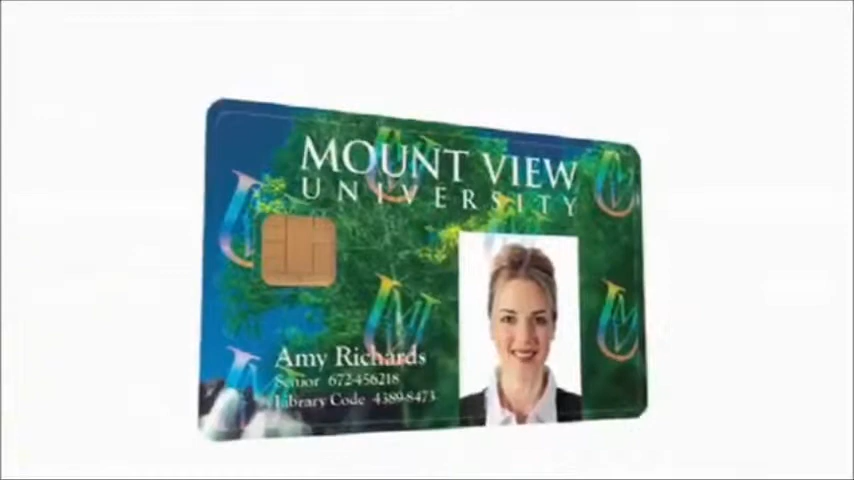 MOUNT VIEW
UNIVERSITY
Amy Richards
Senior 672-456218
Library Code 4389-8473